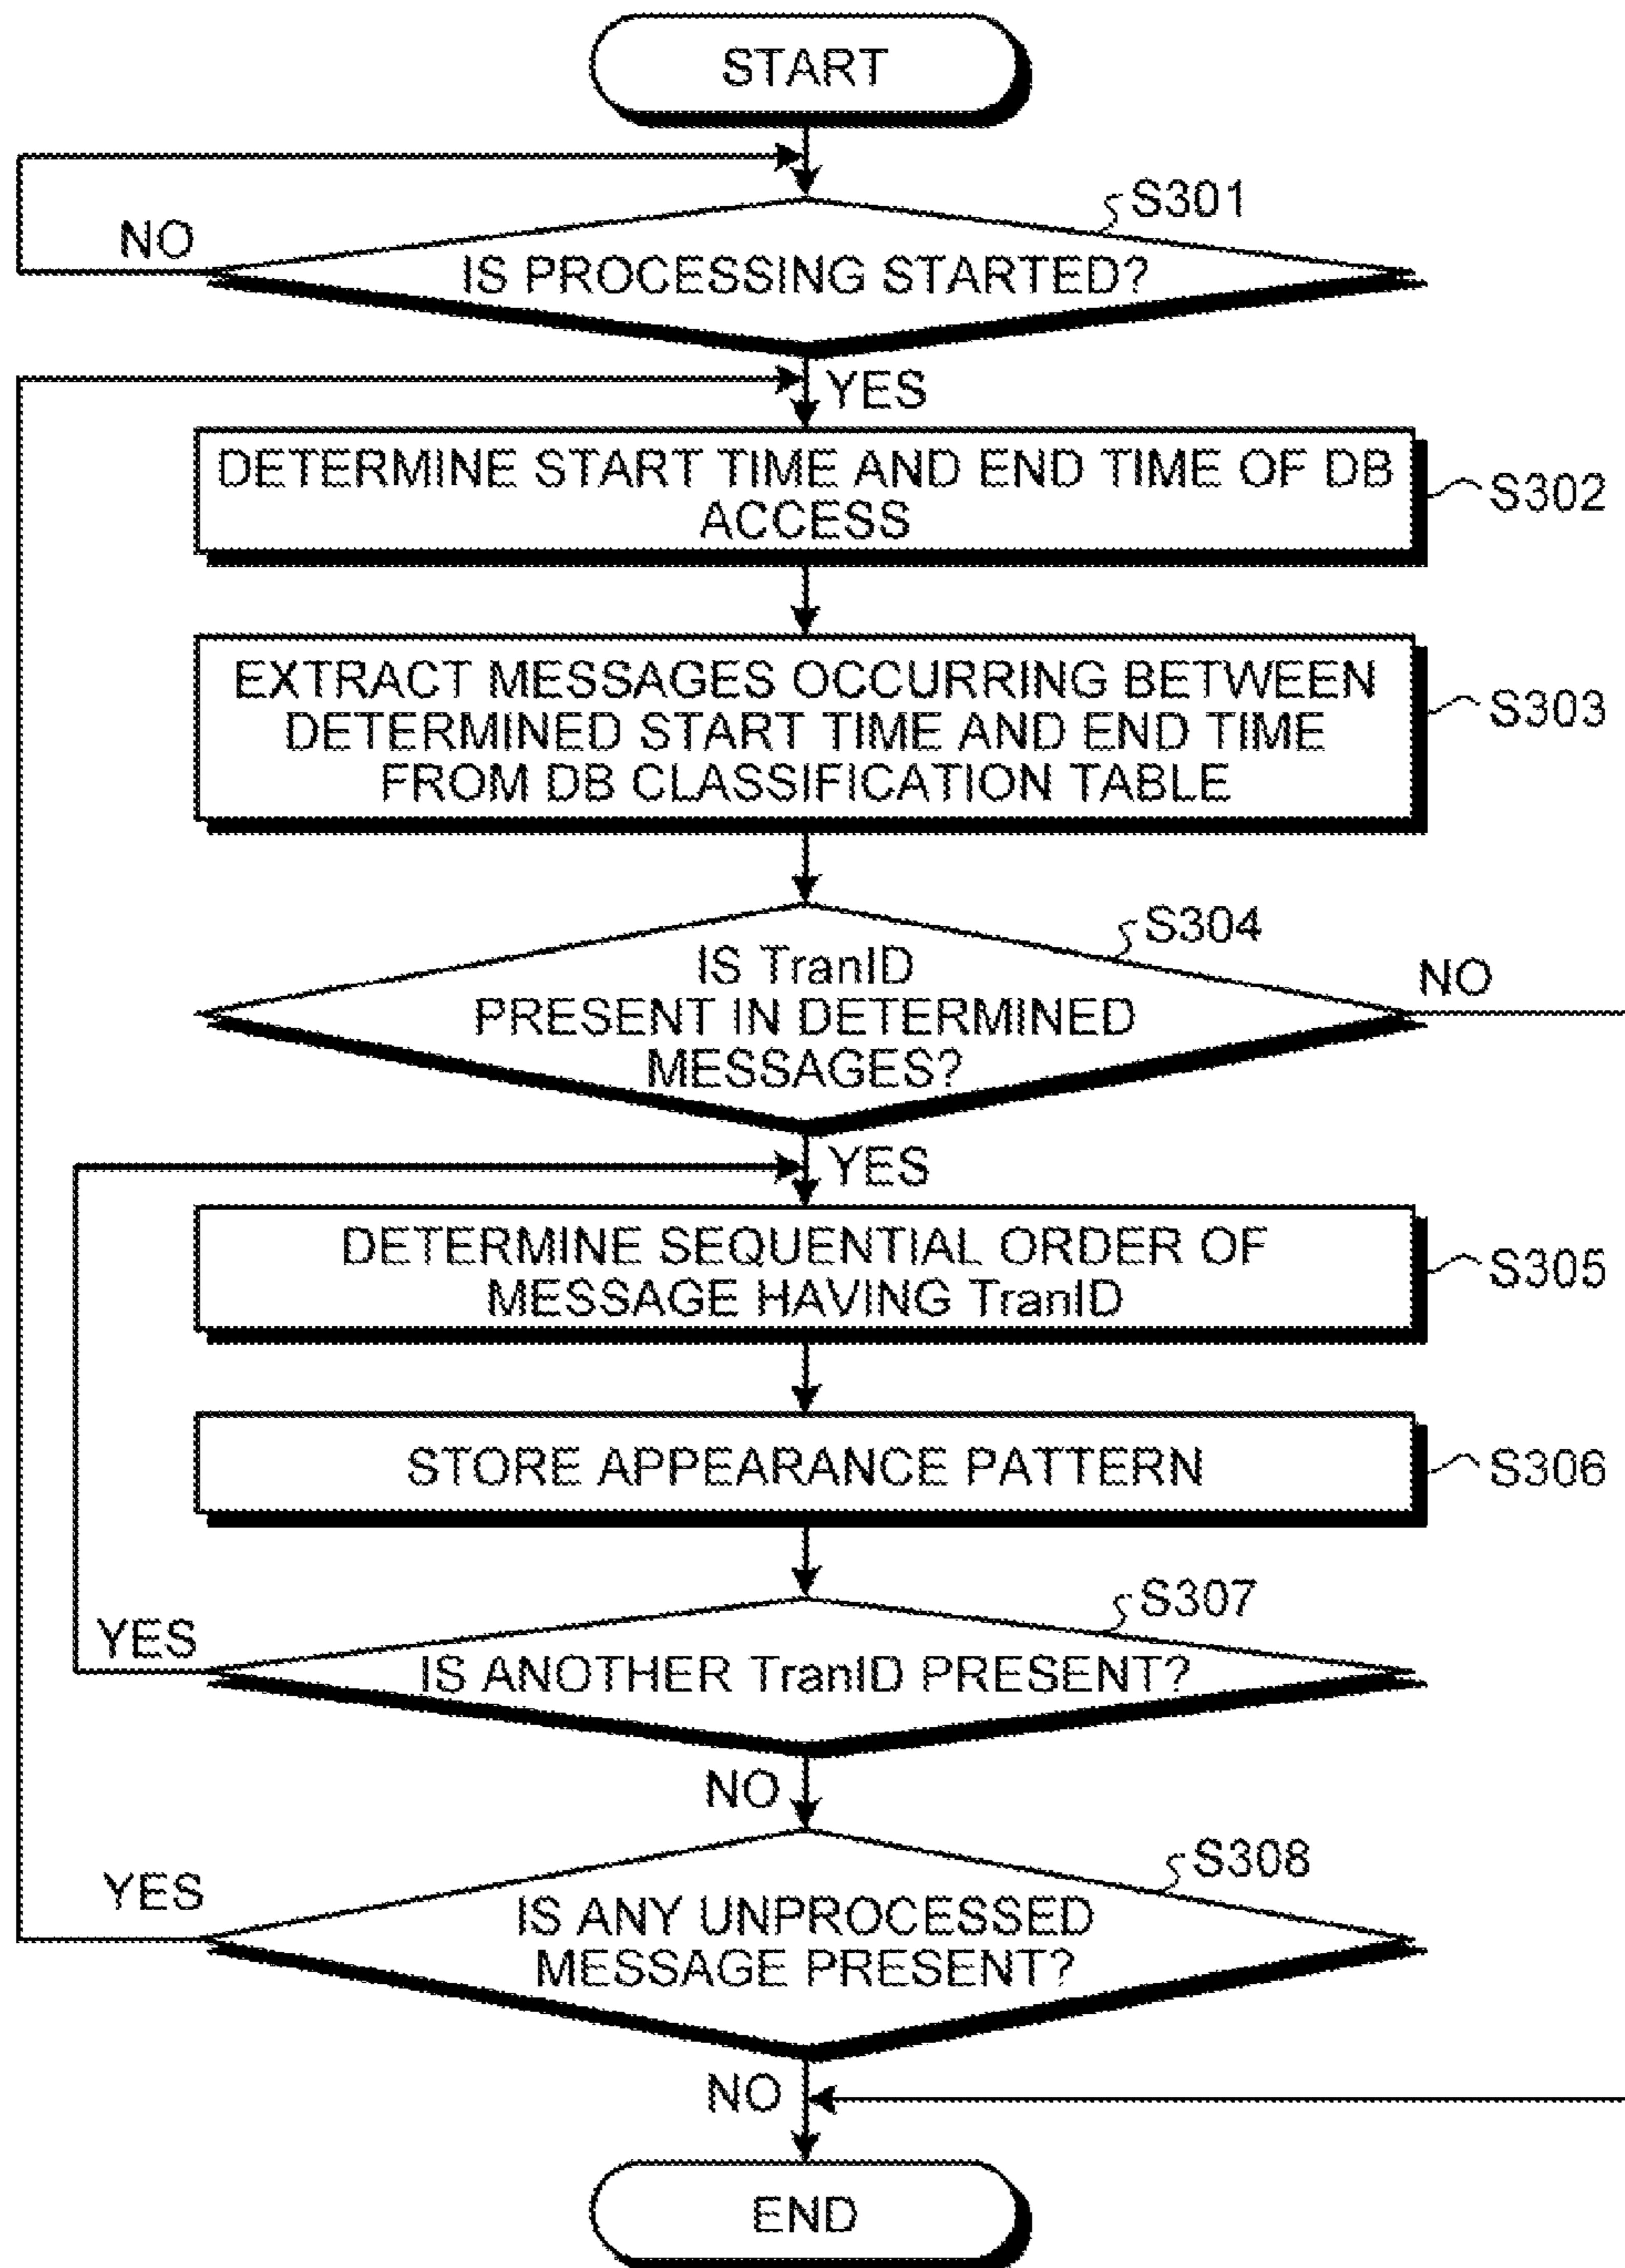 START
S301
NO
IS PROCESSING STARTED?
YES
DETERMINE START TIME AND END TIME OF DB
ACCESS
S302
EXTRACT MESSAGES OCCURRING BETWEEN
DETERMINED START TIME AND END TIME
FROM DB CLASSIFICATION TABLE
S303
S304
IS TranID
PRESENT IN DETERMINED
MESSAGES?
NO
YES
DETERMINE SEQUENTIAL ORDER OF
MESSAGE HAVING TranID
S305
STORE APPEARANCE PATTERN
S306
S307
YES
IS ANOTHER TranID PRESENT?
NO
S308
YES
IS ANY UNPROCESSED
MESSAGE PRESENT?
NO
END